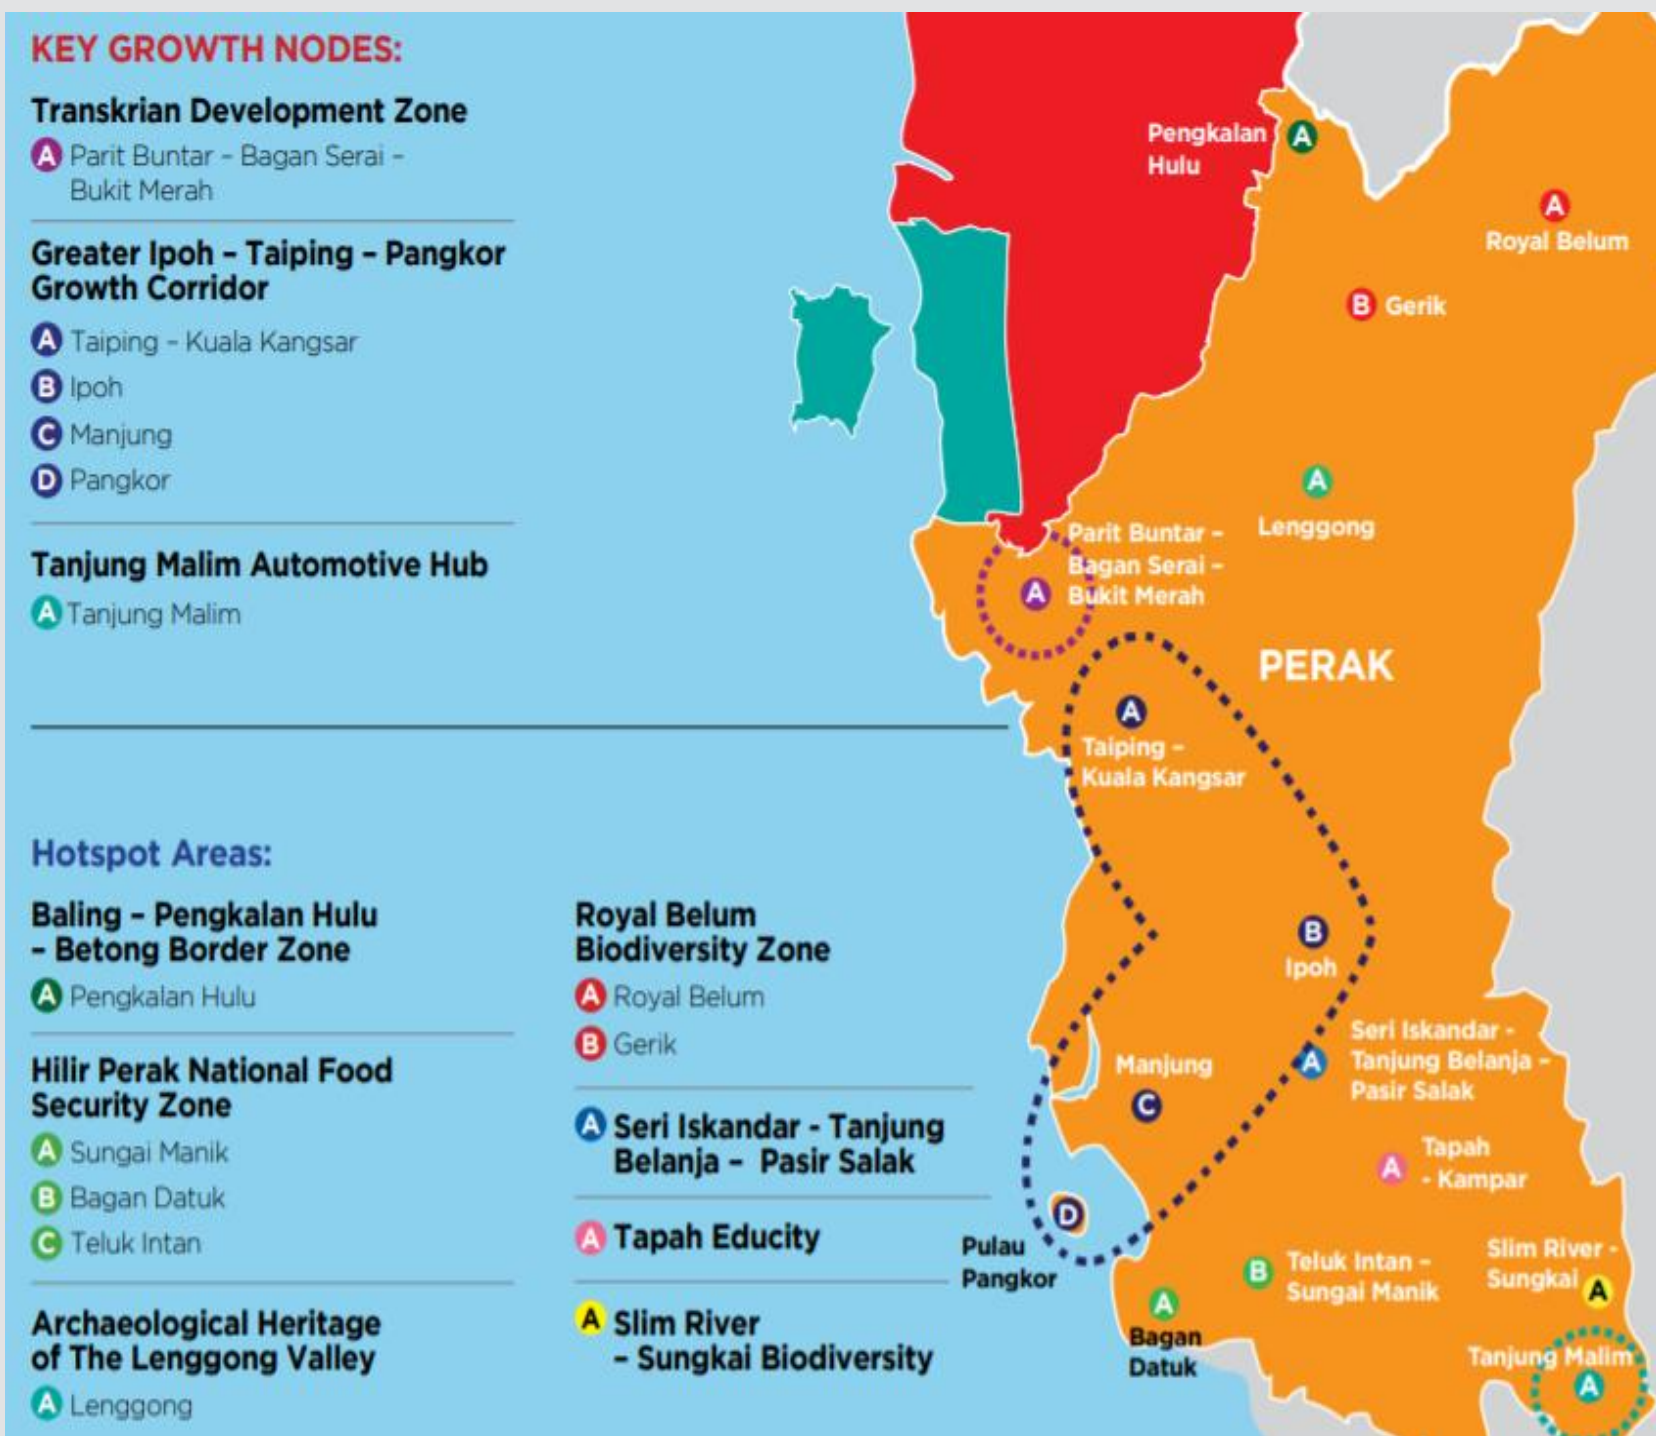 KEY GROWTH NODES:
Transkrian Development Zone
A Parit Buntar – Bagan Serai –
Bukit Merah
Greater Ipoh – Taiping – Pangkor
Growth Corridor
A Taiping – Kuala Kangsar
B Ipoh
C Manjung
D Pangkor
Tanjung Malim Automotive Hub
A Tanjung Malim
Hotspot Areas:
Baling – Pengkalan Hulu
– Betong Border Zone
A Pengkalan Hulu
Hilir Perak National Food
Security Zone
A Sungai Manik
B Bagan Datuk
C Teluk Intan
Archaeological Heritage
of The Lenggong Valley
A Lenggong
Royal Belum
Biodiversity Zone
A Royal Belum
B Gerik
A Seri Iskandar - Tanjung
Belanja – Pasir Salak
A Tapah Educity
A Slim River
– Sungkai Biodiversity
Pengkalan
Hulu
A
A
Royal Belum
B Gerik
A
Lenggong
Parit Buntar –
Bagan Serai –
A Bukit Merah
PERAK
A
Taiping –
Kuala Kangsar
B
Ipoh
Seri Iskandar -
A Tanjung Belanja –
Pasir Salak
Manjung
C
Tapah
A - Kampar
D
Pulau
Pangkor
B Teluk Intan –
Sungai Manik
Slim River -
Sungkai A
A
Bagan
Datuk
Tanjung Malim
A